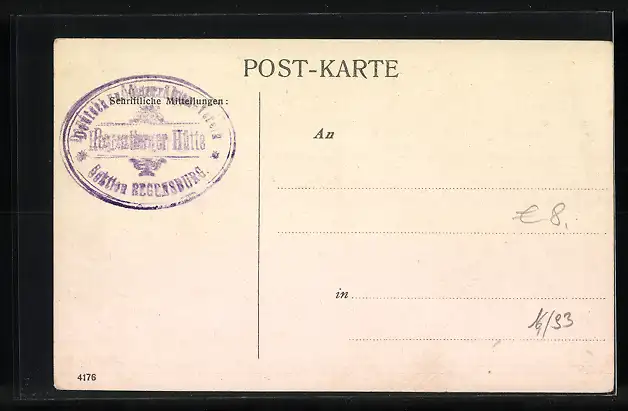 POST-KARTE
Schriftliche Mitteilungen:
Regensburger Hütte
Sektion REGENSBURG.
An
€ 8,
in
4176